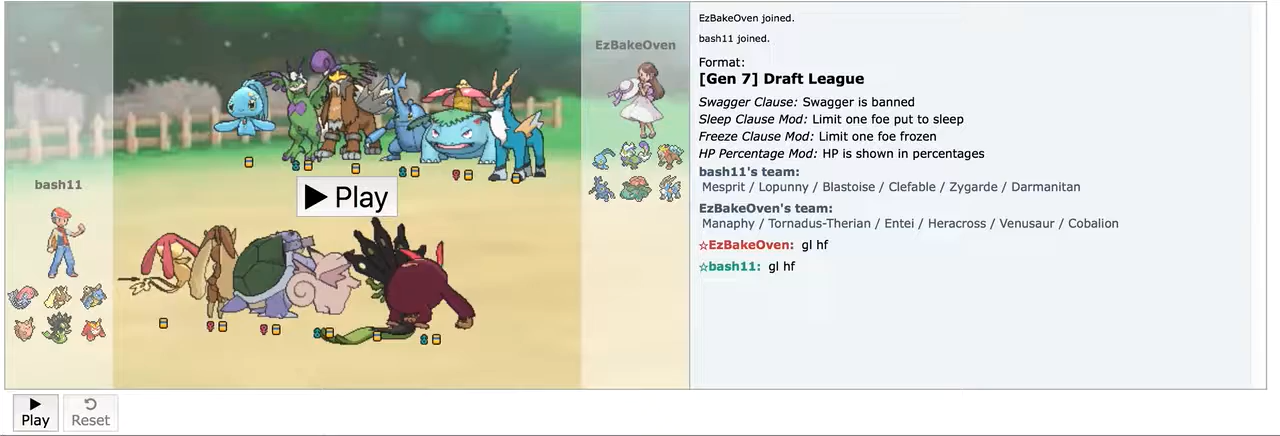 EzBakeOven joined.
bash11 joined.
Format:
[Gen 7] Draft League
Swagger Clause: Swagger is banned
Sleep Clause Mod: Limit one foe put to sleep
Freeze Clause Mod: Limit one foe frozen
HP Percentage Mod: HP is shown in percentages
bash11's team:
Mesprit / Lopunny / Blastoise / Clefable / Zygarde / Darmanitan
EzBakeOven's team:
Manaphy / Tornadus-Therian / Entei / Heracross / Venusaur / Cobalion
☆EzBakeOven: gl hf
☆bash11: gl hf
EzBakeOven
bash11
Play
Play
Reset